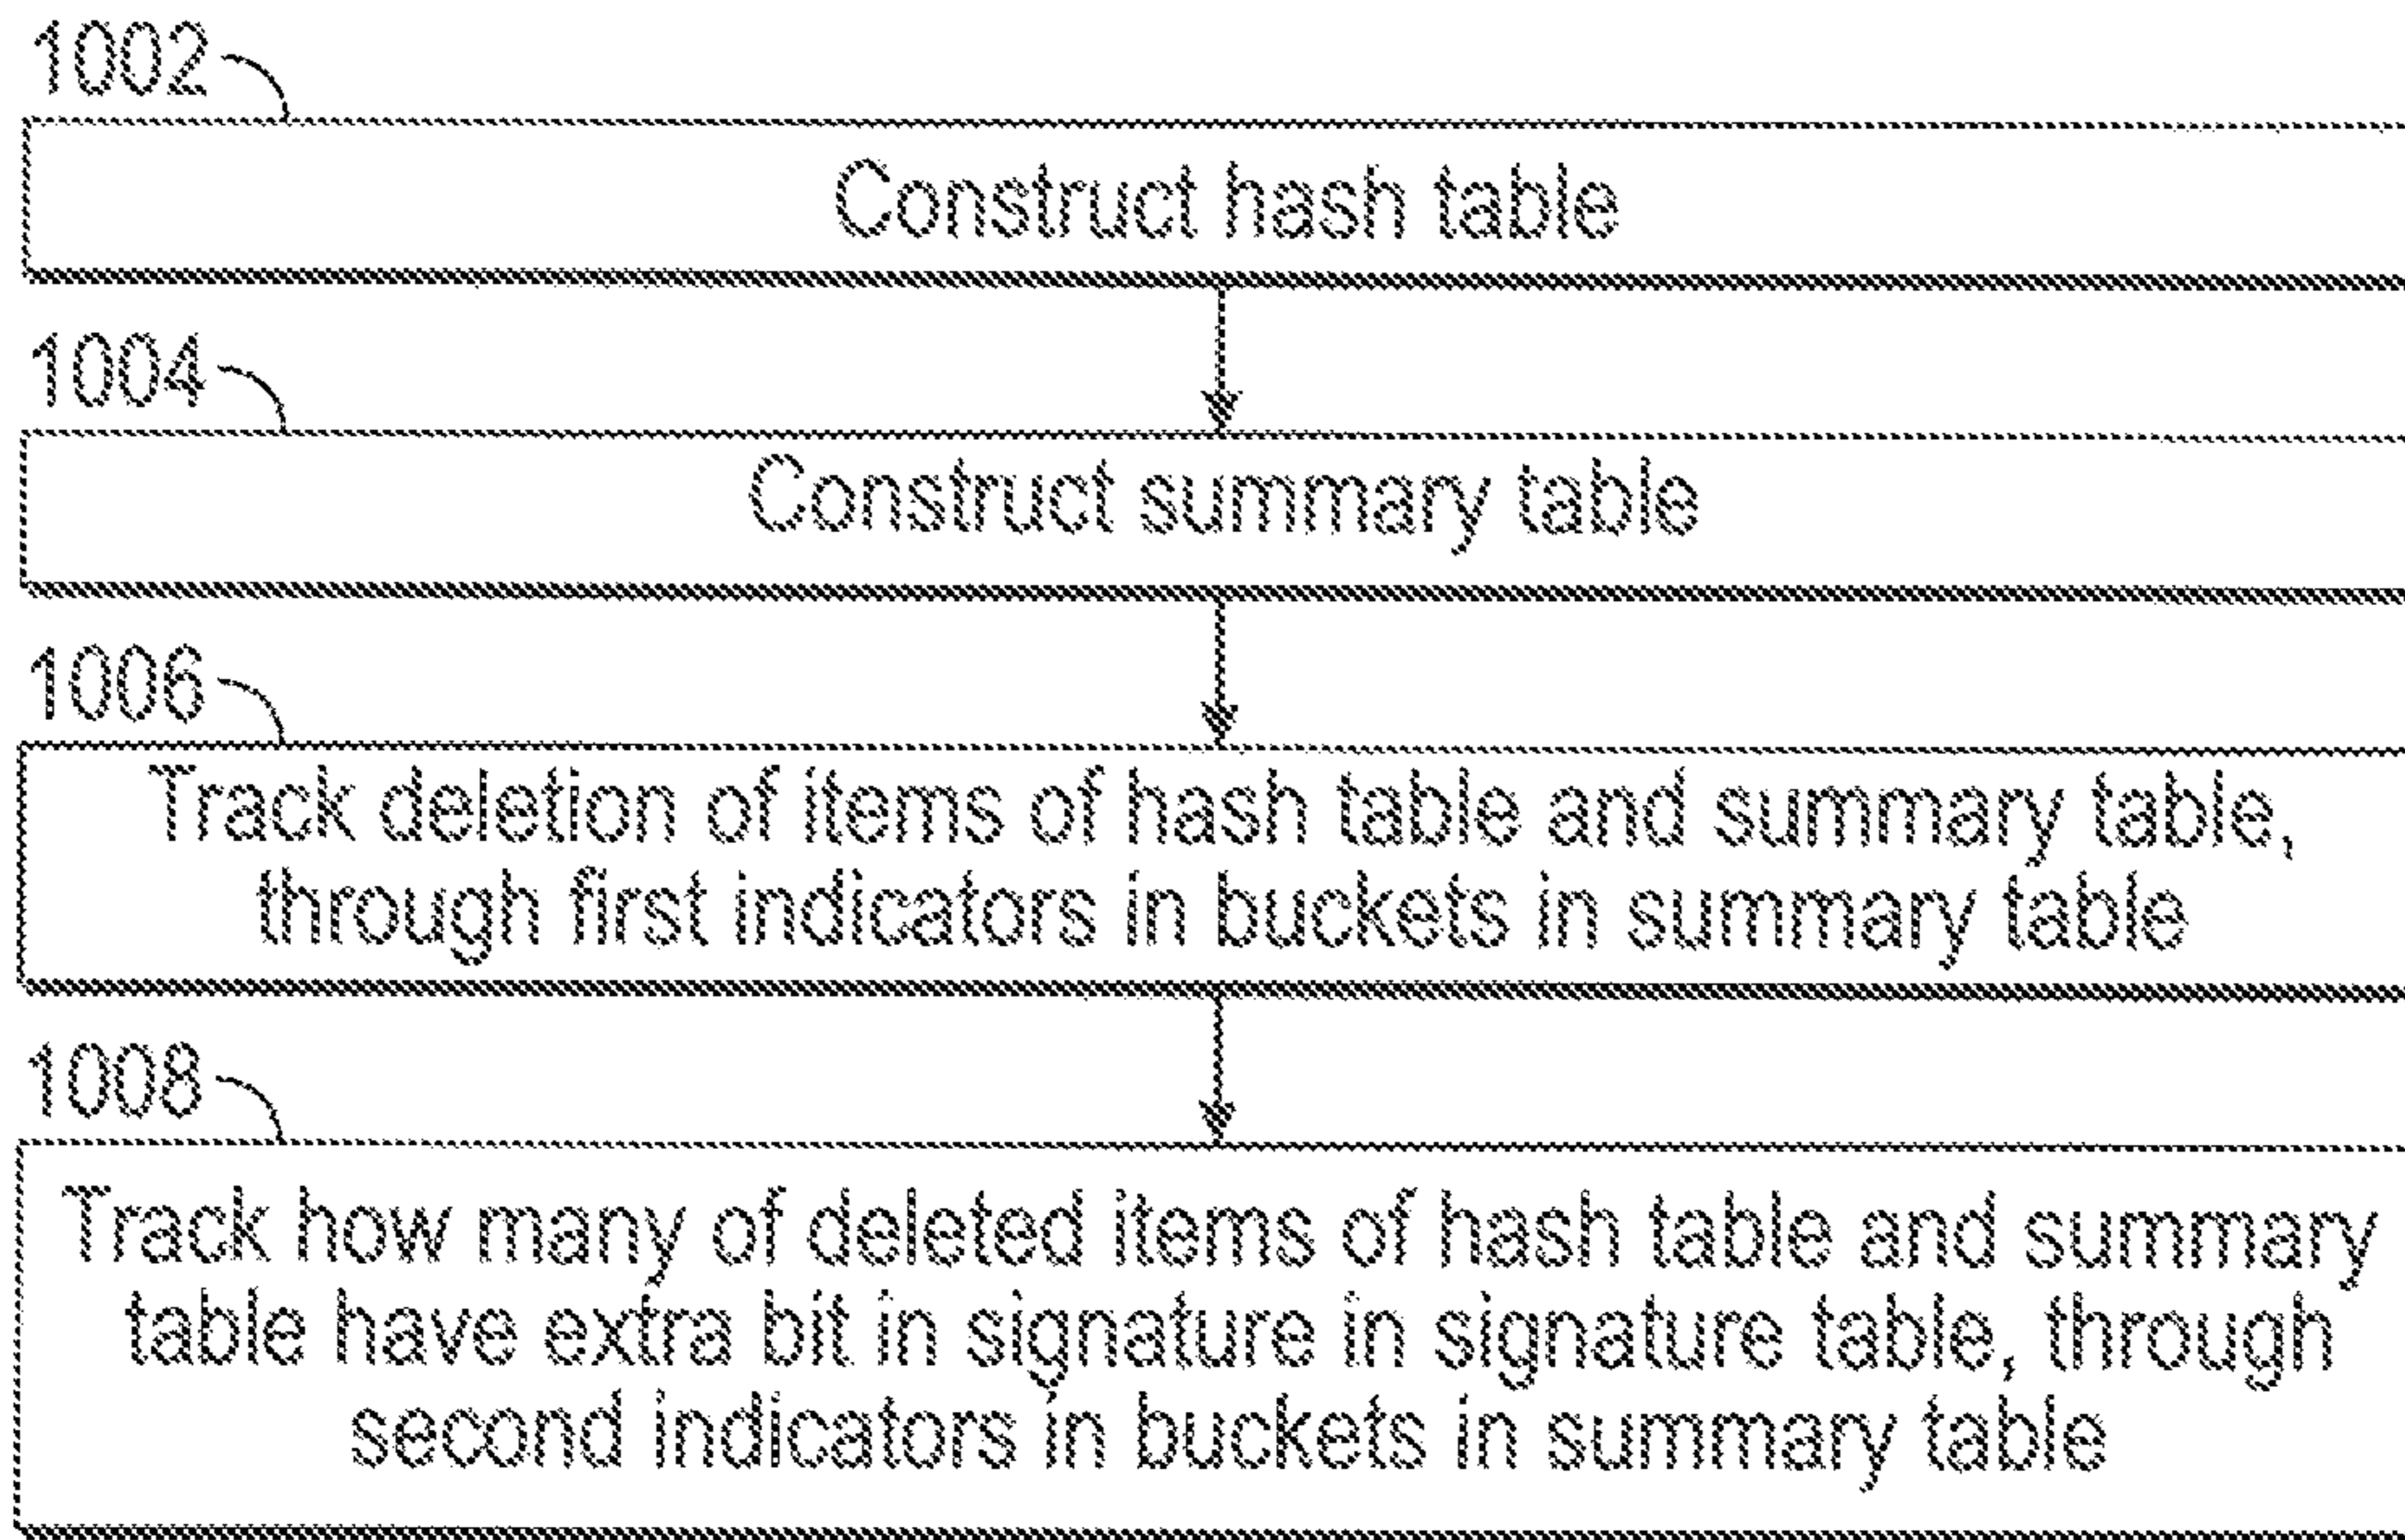 1002
Construct hash table
1004
Construct summary table
1006
Track deletion of items of hash table and summary table,
through first indicators in buckets in summary table
1008
Track how many of deleted items of hash table and summary
table have extra bit in signature in signature table, through
second indicators in buckets in summary table